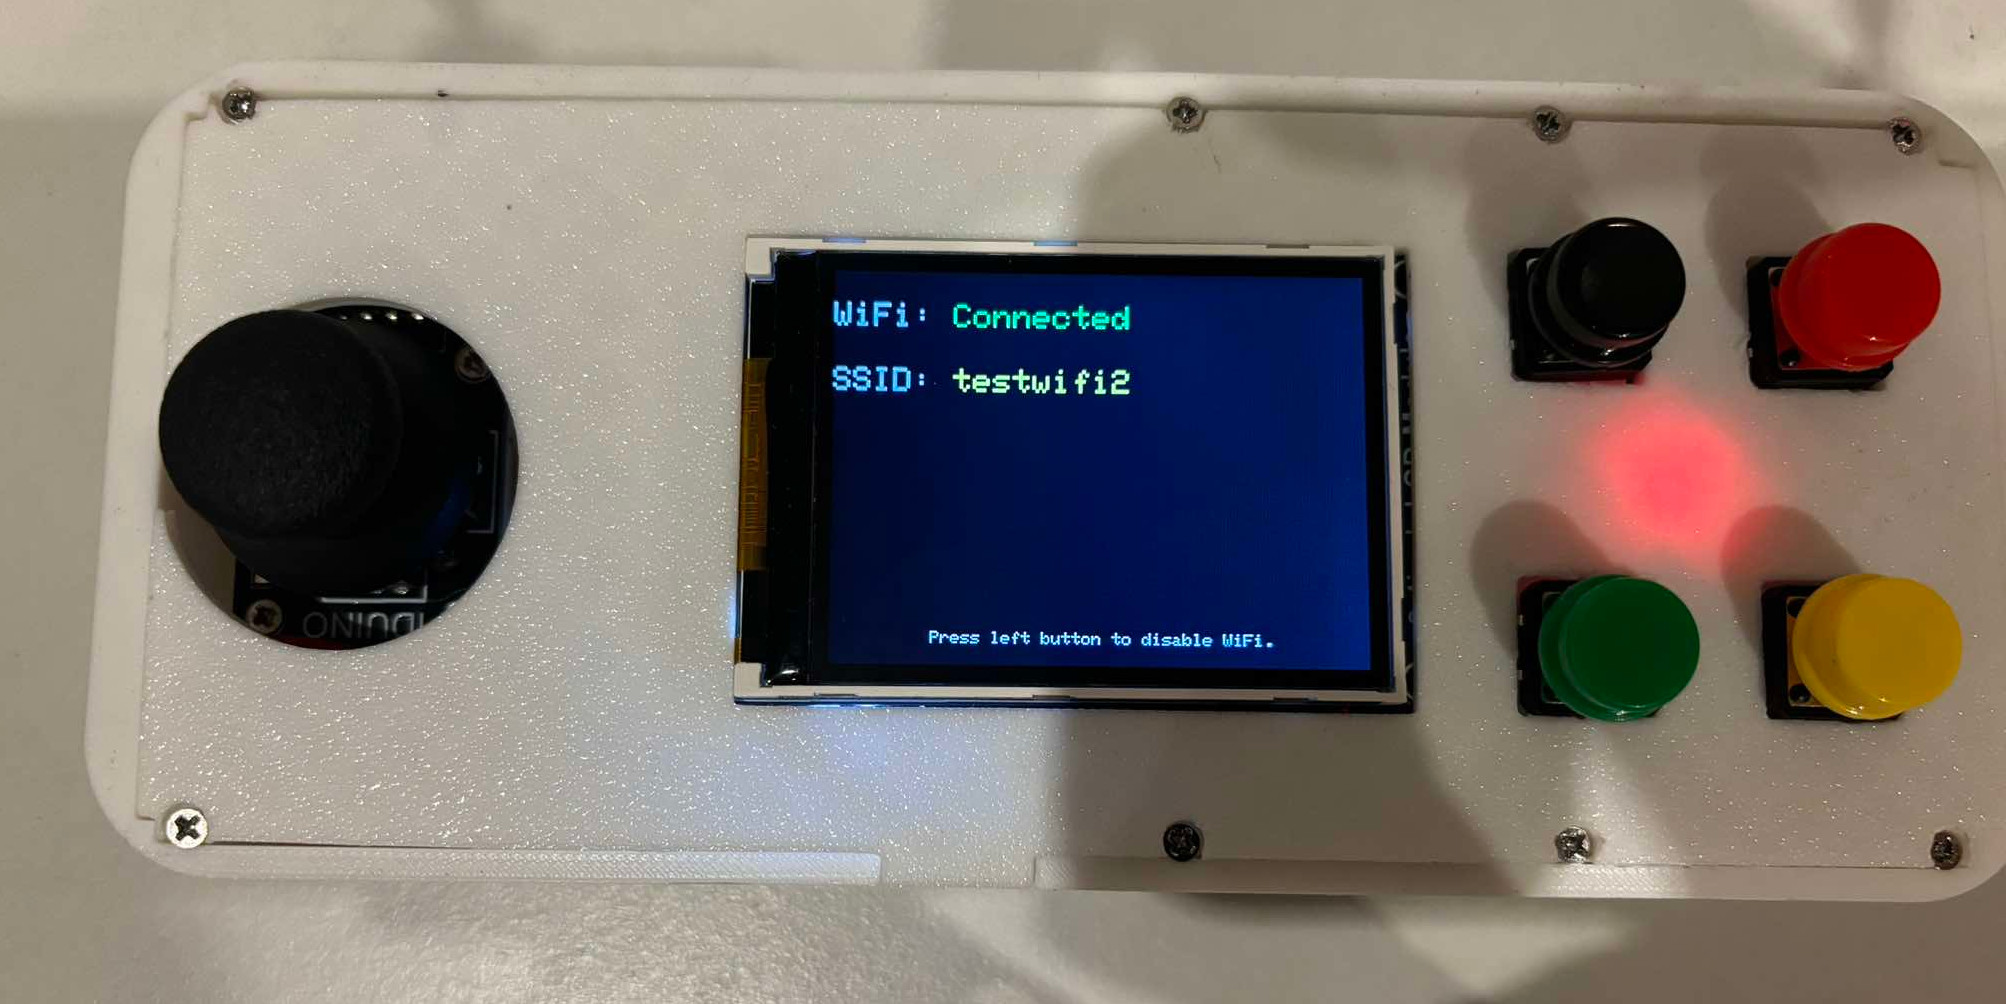 WiFi: Connected
SSID: testwifi2
Press left button to disable WiFi.